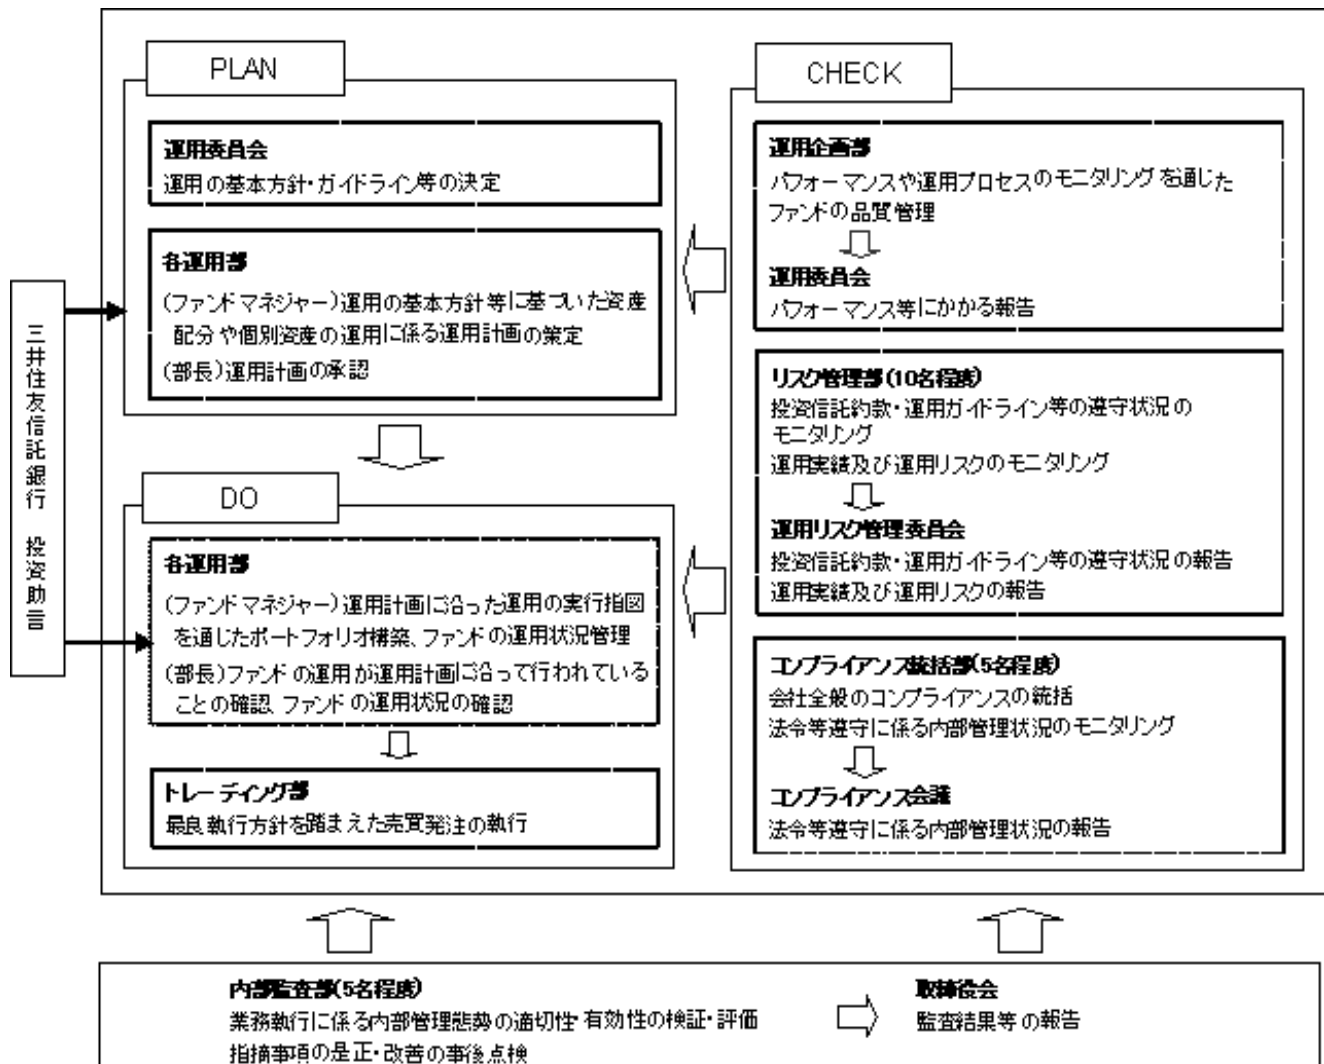 PLAN
運用委員会
運用の基本方針・ガイドライン等の決定
各運用部
(ファンドマネジャー)運用の基本方針等に基づいた資産
配分や個別資産の運用に係る運用計画の策定
(部長)運用計画の承認
三井住友信託銀行 投資助言
DO
各運用部
(ファンドマネジャー)運用計画に沿った運用の実行指図
を通じたポートフォリオ構築、ファンドの運用状況管理
(部長)ファンドの運用が運用計画に沿って行われている
ことの確認、ファンドの運用状況の確認
トレーディング部
最良執行方針を踏まえた売買発注の執行
CHECK
運用企画部
パフォーマンスや運用プロセスのモニタリングを通じた
ファンドの品質管理
運用委員会
パフォーマンス等にかかる報告
リスク管理部(10名程度)
投資信託約款・運用ガイドライン等の遵守状況の
モニタリング
運用実績及び運用リスクのモニタリング
運用リスク管理委員会
投資信託約款・運用ガイドライン等の遵守状況の報告
運用実績及び運用リスクの報告
コンプライアンス統括部(5名程度)
会社全般のコンプライアンスの統括
法令等遵守に係る内部管理状況のモニタリング
コンプライアンス会議
法令等遵守に係る内部管理状況の報告
内部監査部(5名程度)
業務執行に係る内部管理態勢の適切性・有効性の検証・評価
指摘事項の是正・改善の事後点検
取締役会
監査結果等の報告